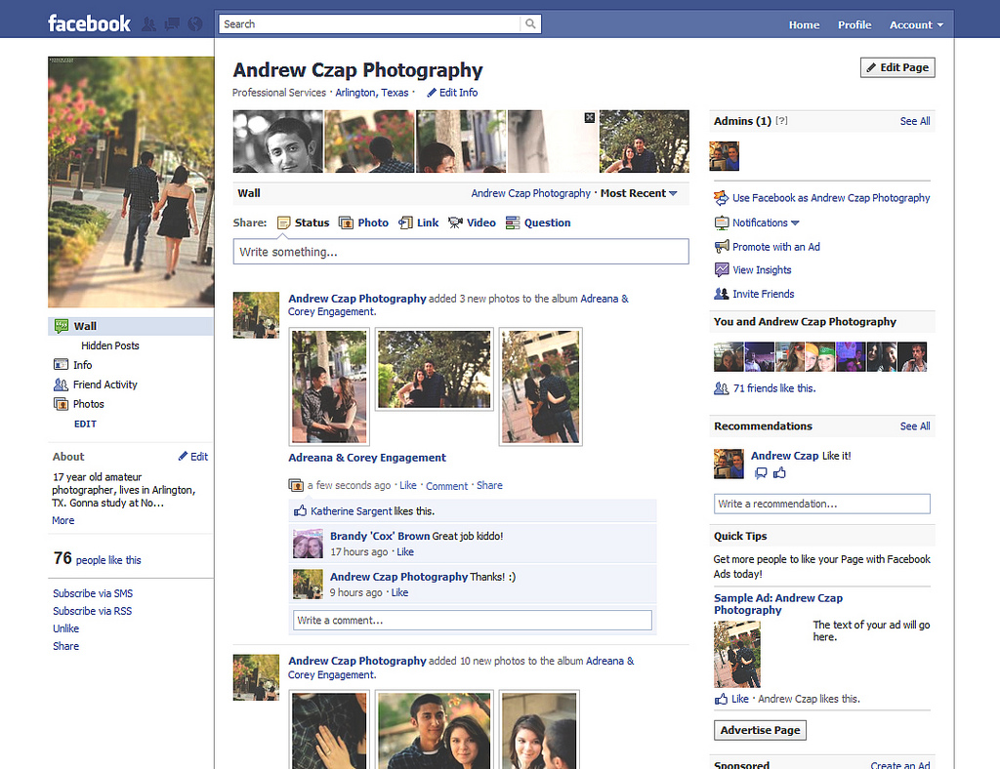 facebook
Search
Home Profile Account
Andrew Czap Photography
Edit Page
Professional Services · Arlington, Texas · Edit Info
Wall
Andrew Czap Photography · Most Recent
Share: Status Photo Link Video Question
Write something...
Andrew Czap Photography added 3 new photos to the album Adreana &
Corey Engagement.
Adreana & Corey Engagement
a few seconds ago · Like · Comment · Share
Katherine Sargent likes this.
Brandy 'Cox' Brown Great job kiddo!
17 hours ago · Like
Andrew Czap Photography Thanks! :)
9 hours ago · Like
Write a comment...
Andrew Czap Photography added 10 new photos to the album Adreana &
Corey Engagement.
Wall
Hidden Posts
Info
Friend Activity
Photos
EDIT
About
Edit
17 year old amateur
photographer, lives in Arlington,
TX. Gonna study at No...
More
76 people like this
Subscribe via SMS
Subscribe via RSS
Unlike
Share
Admins (1) [?]
See All
Use Facebook as Andrew Czap Photography
Notifications
Promote with an Ad
View Insights
Invite Friends
You and Andrew Czap Photography
71 friends like this.
Recommendations
See All
Andrew Czap Like it!
Write a recommendation...
Quick Tips
Get more people to like your Page with Facebook
Ads today!
Sample Ad: Andrew Czap
Photography
The text of your ad will go
here.
Like · Andrew Czap likes this.
Advertise Page
Sponsored
Create an Ad